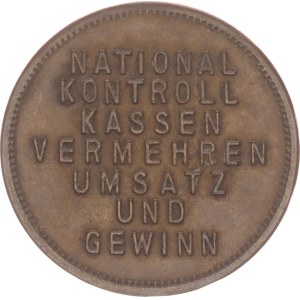 NATIONAL
KONTROLL
KASSEN
VERMEHREN
UMSATZ
UND
GEWINN